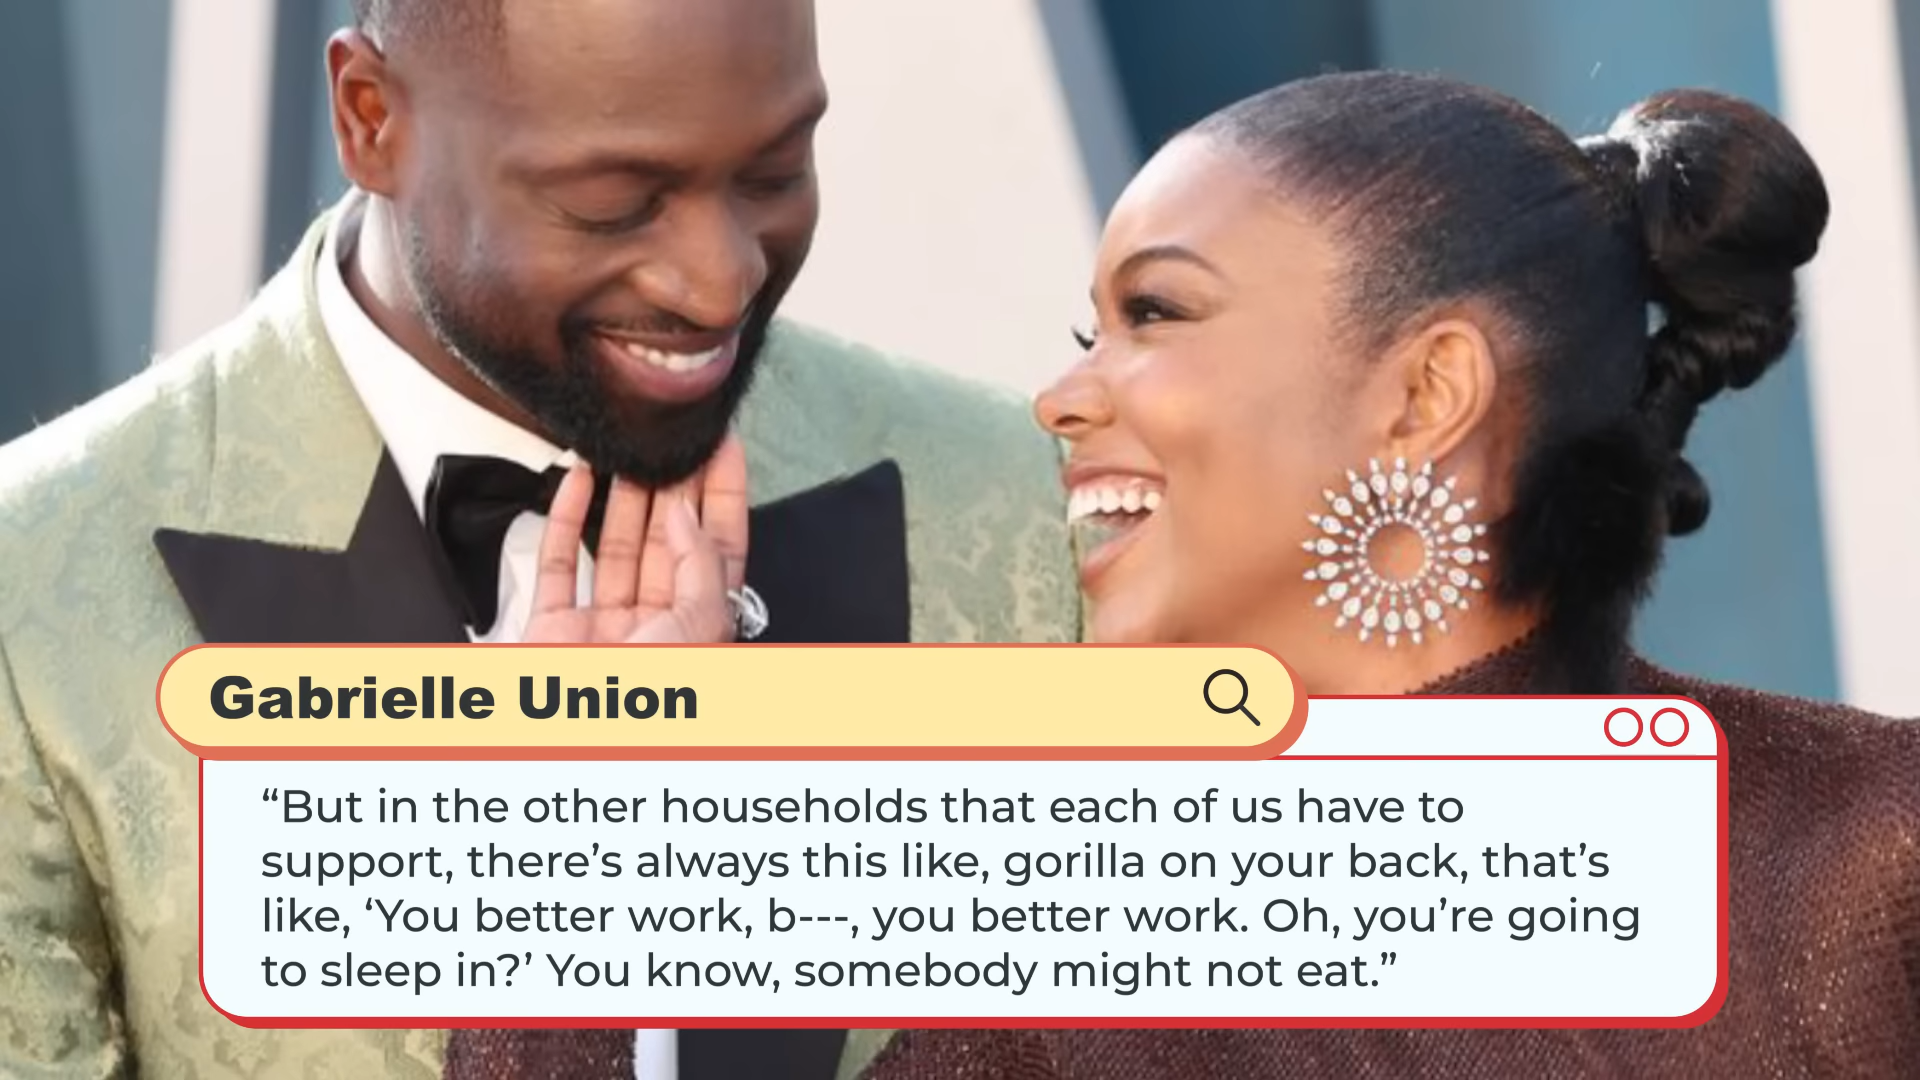 Gabrielle Union
“But in the other households that each of us have to
support, there’s always this like, gorilla on your back, that’s
like, ‘You better work, b---, you better work. Oh, you’re going
to sleep in?’ You know, somebody might not eat.”